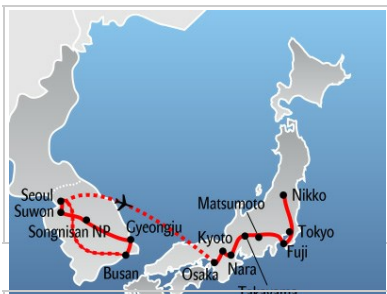 Seoul
Suwon
Songnisan NP
Gyeongju
Busan
Matsumoto
Nikko
Kyoto
Tokyo
Fuji
Nara
Osaka